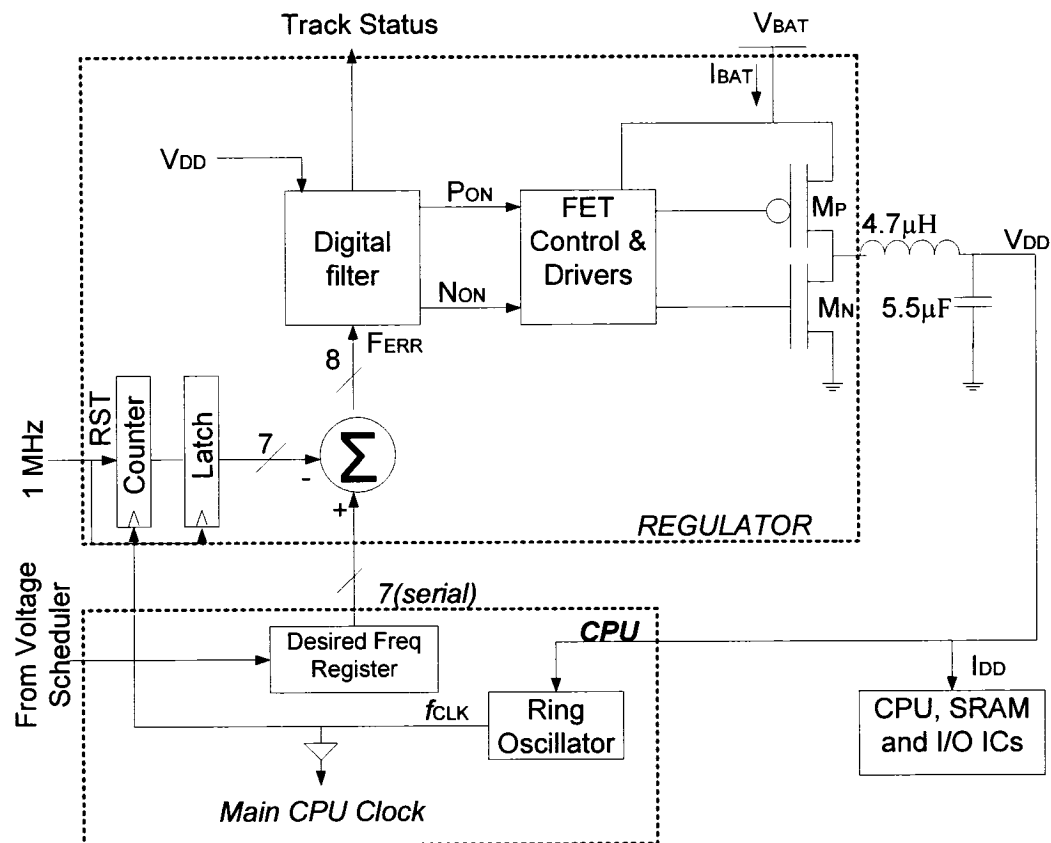 Track Status
VBAT
IBAT
VDD
PON
NON
Digital
filter
FET
Control &
Drivers
MP
MN
4.7μH
VDD
5.5μF
FERR
8
1 MHz
RST
Counter
Latch
7
Σ
-
+
REGULATOR
7(serial)
From Voltage
Scheduler
Desired Freq
Register
CPU
IDD
fCLK
Ring
Oscillator
CPU, SRAM
and I/O ICs
Main CPU Clock